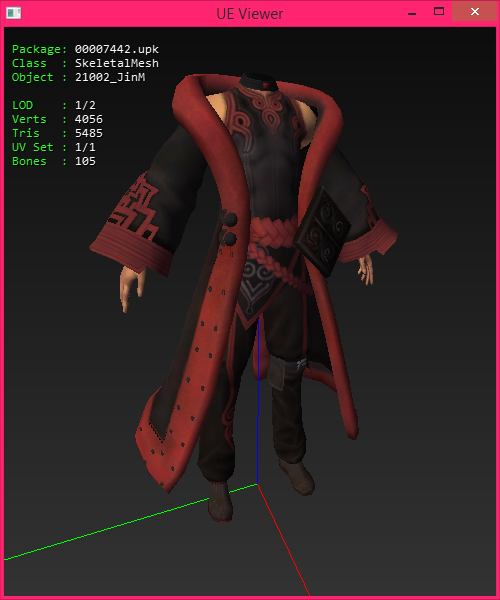 UE Viewer
Package: 00007442.upk
Class : SkeletalMesh
Object : 21002_JinM
LOD : 1/2
Verts : 4056
Tris : 5485
UV Set : 1/1
Bones : 105